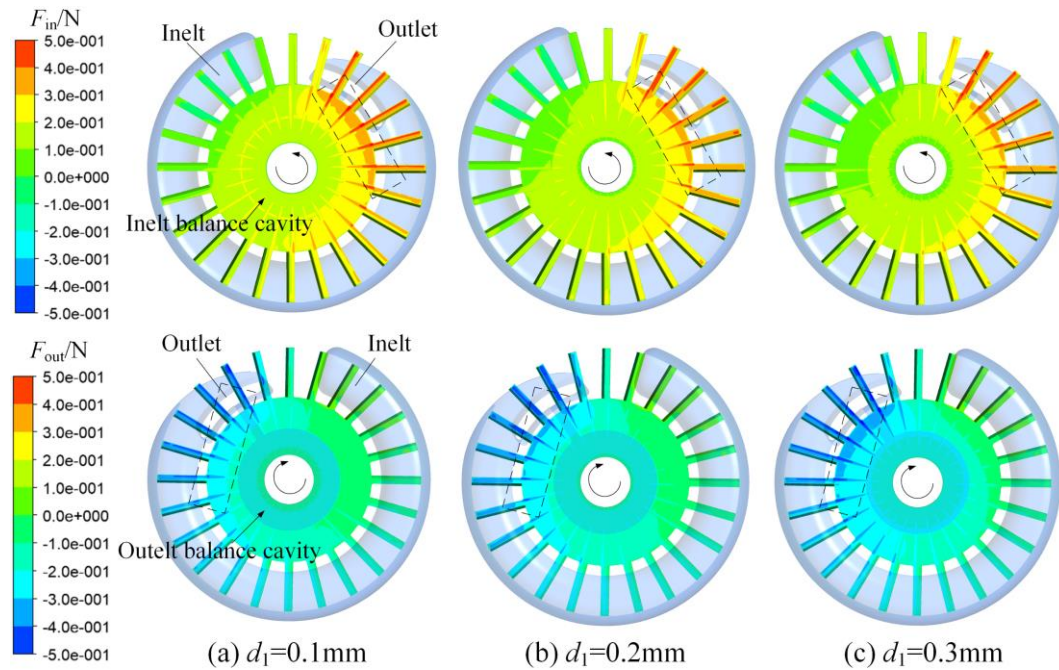 F_in/N
5.0e-001
4.0e-001
3.0e-001
2.0e-001
1.0e-001
0.0e+000
-1.0e-001
-2.0e-001
-3.0e-001
-4.0e-001
-5.0e-001
Inelt
Outlet
Inelt balance cavity
F_out/N
5.0e-001
4.0e-001
3.0e-001
2.0e-001
1.0e-001
0.0e+000
-1.0e-001
-2.0e-001
-3.0e-001
-4.0e-001
-5.0e-001
Outlet
Inelt
Outelt balance cavity
(a) d₁=0.1mm
(b) d₁=0.2mm
(c) d₁=0.3mm